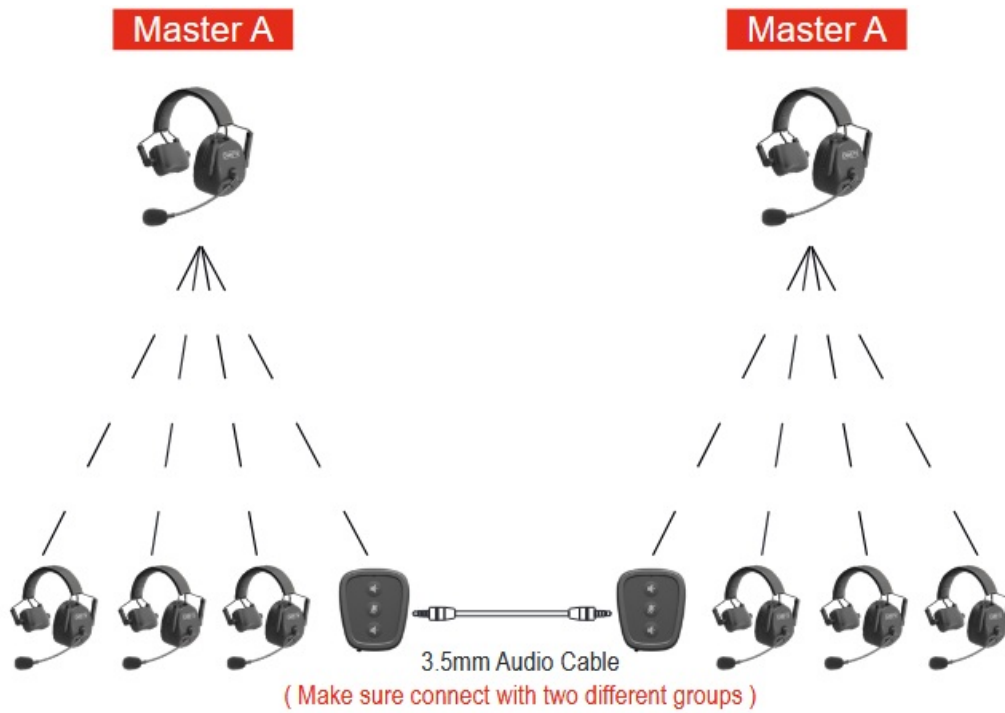 Master A
Master A
3.5mm Audio Cable
( Make sure connect with two different groups )